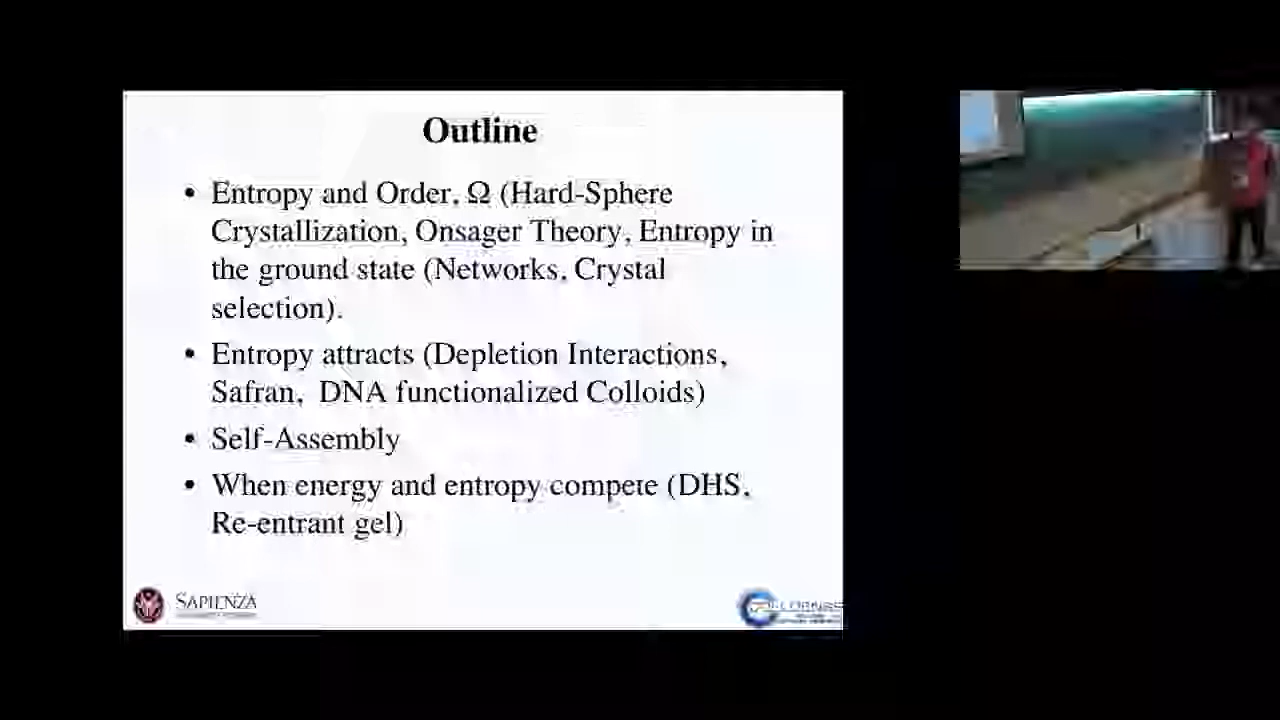 Outline
• Entropy and Order, Ω (Hard-Sphere
Crystallization, Onsager Theory, Entropy in
the ground state (Networks, Crystal
selection).
• Entropy attracts (Depletion Interactions,
Safran, DNA functionalized Colloids)
• Self-Assembly
• When energy and entropy compete (DHS,
Re-entrant gel)
SAPIENZA